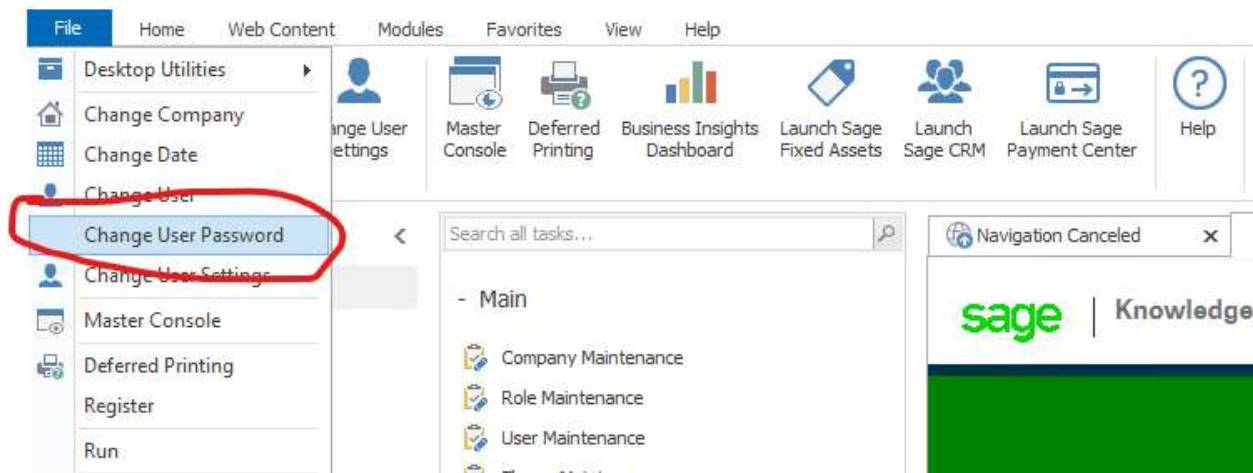 File Home Web Content Modules Favorites View Help
Desktop Utilities
Change Company
Change Date
Change User
Change User Password
Change User Settings
Master Console
Deferred Printing
Register
Run
ange User
ettings
Master
Console
Deferred
Printing
Business Insights
Dashboard
Launch Sage
Fixed Assets
Launch
Sage CRM
Launch Sage
Payment Center
Help
Search all tasks...
- Main
Company Maintenance
Role Maintenance
User Maintenance
Navigation Canceled
sage | Knowledge